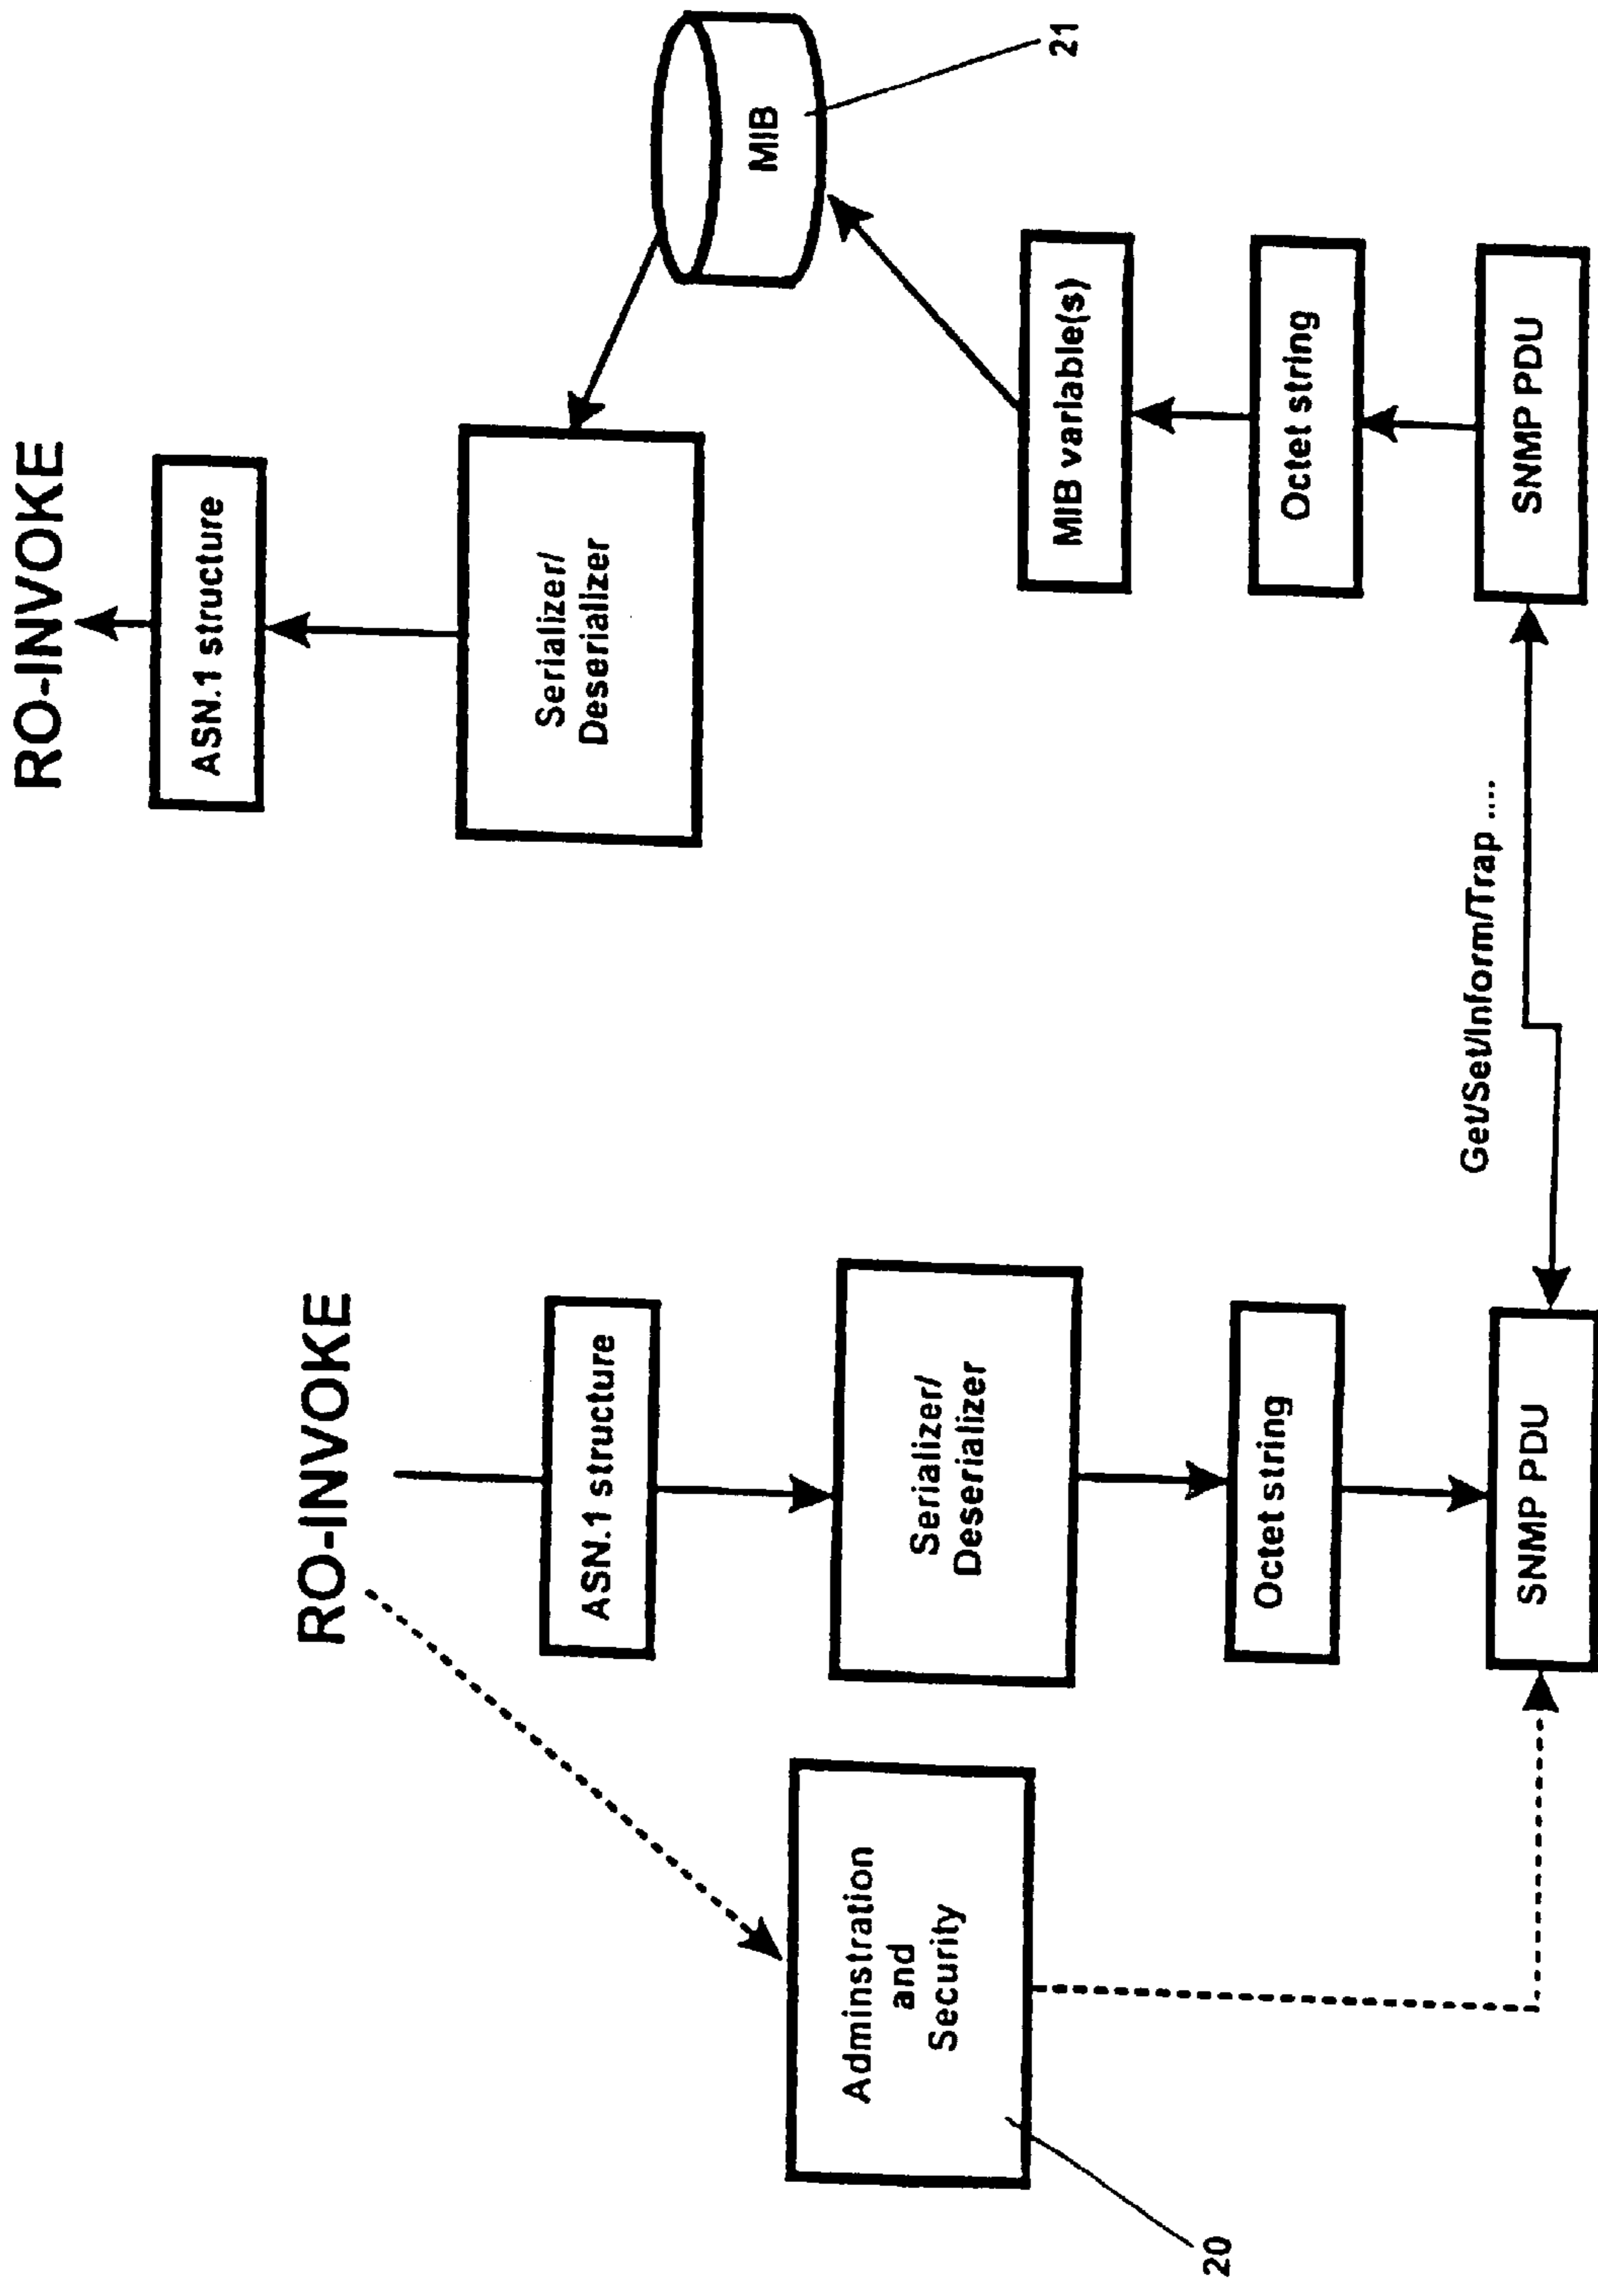 RO-INVOKE
ASN.1 structure
Serializer/
Deserializer
Octet string
SNMP PDU
Adminstration
and
Security
20
Get/Set/Inform/Trap ....
RO-INVOKE
ASN.1 structure
Serializer/
Deserializer
MIB
21
MIB variable(s)
Octet string
SNMP PDU